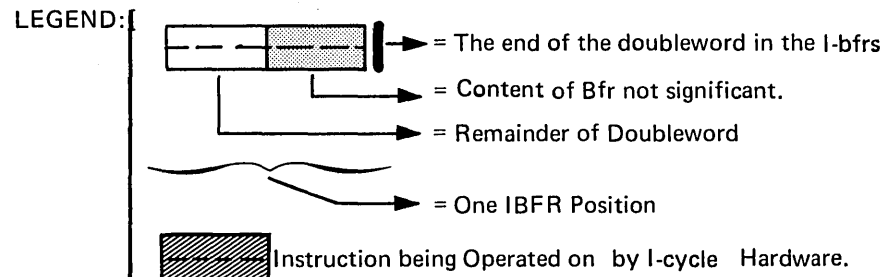 LEGEND:
= The end of the doubleword in the I-bfrs
= Content of Bfr not significant.
= Remainder of Doubleword
= One IBFR Position
Instruction being Operated on by I-cycle Hardware.